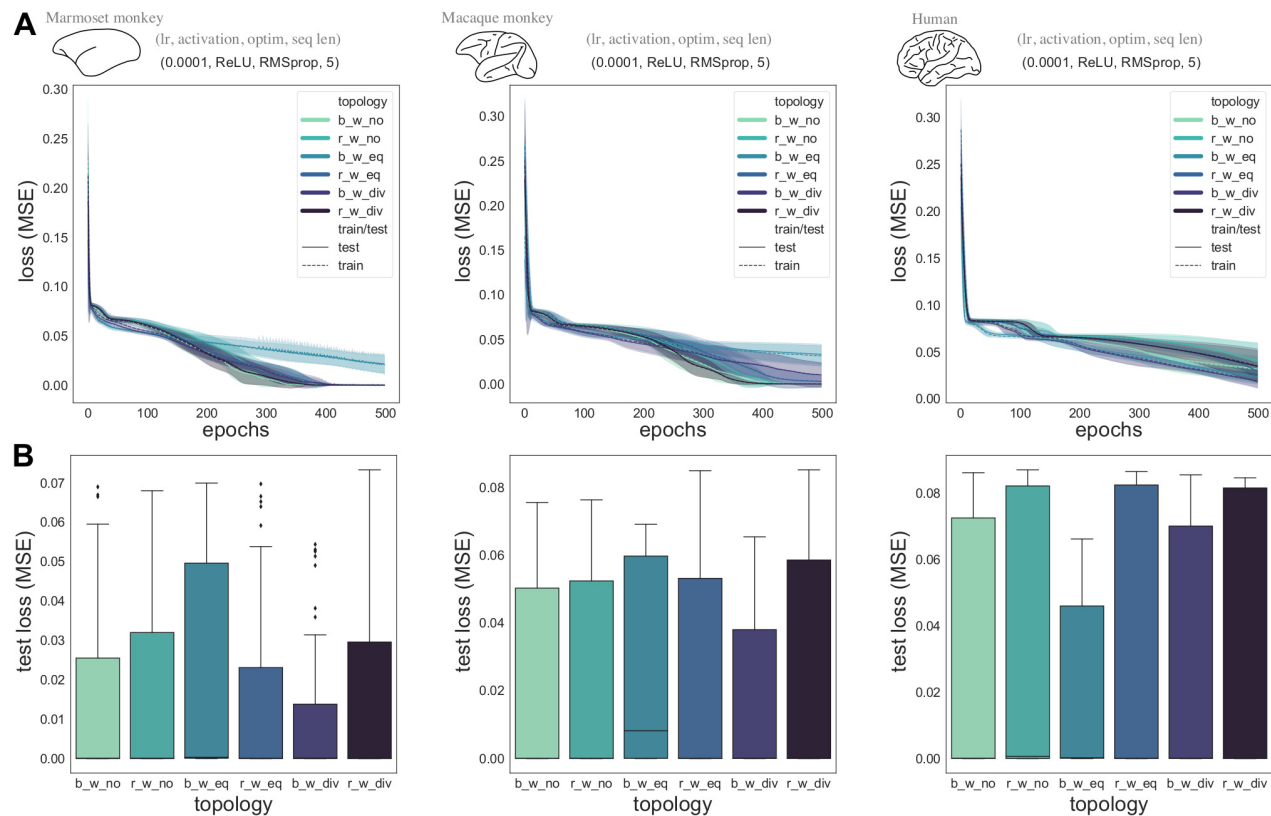 A
Marmoset monkey
(lr, activation, optim, seq len)
(0.0001, ReLU, RMSprop, 5)
0.30
0.25
0.20
0.15
0.10
0.05
0.00
loss (MSE)
topology
b_w_no
r_w_no
b_w_eq
r_w_eq
b_w_div
r_w_div
train/test
test
train
0 100 200 300 400 500
epochs
Macaque monkey
(lr, activation, optim, seq len)
(0.0001, ReLU, RMSprop, 5)
0.30
0.25
0.20
0.15
0.10
0.05
0.00
loss (MSE)
topology
b_w_no
r_w_no
b_w_eq
r_w_eq
b_w_div
r_w_div
train/test
test
train
0 100 200 300 400 500
epochs
Human
(lr, activation, optim, seq len)
(0.0001, ReLU, RMSprop, 5)
0.30
0.25
0.20
0.15
0.10
0.05
0.00
loss (MSE)
topology
b_w_no
r_w_no
b_w_eq
r_w_eq
b_w_div
r_w_div
train/test
test
train
0 100 200 300 400 500
epochs
B
0.07
0.06
0.05
0.04
0.03
0.02
0.01
0.00
test loss (MSE)
b_w_no r_w_no b_w_eq r_w_eq b_w_div r_w_div
topology
0.08
0.06
0.04
0.02
0.00
test loss (MSE)
b_w_no r_w_no b_w_eq r_w_eq b_w_div r_w_div
topology
0.08
0.06
0.04
0.02
0.00
test loss (MSE)
b_w_no r_w_no b_w_eq r_w_eq b_w_div r_w_div
topology